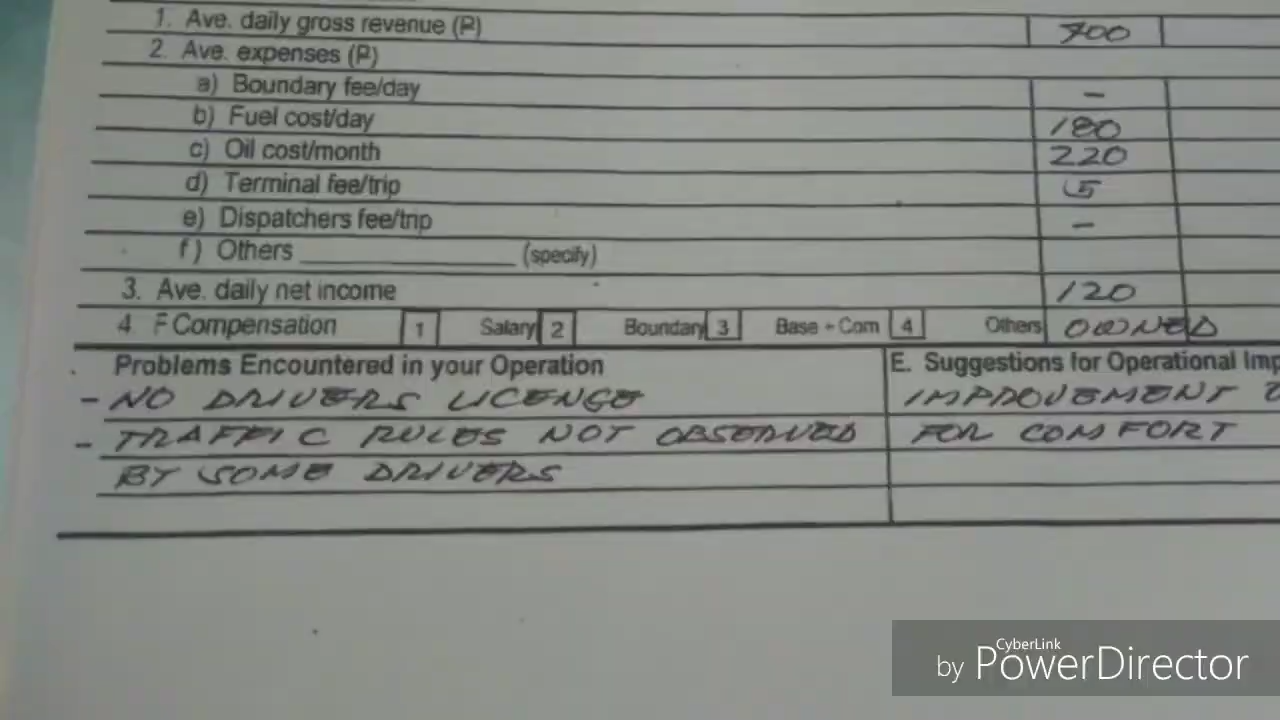 1. Ave. daily gross revenue (₱) 700
2. Ave. expenses (₱)
a) Boundary fee/day -
b) Fuel cost/day 180
c) Oil cost/month 220
d) Terminal fee/trip 5
e) Dispatchers fee/trip -
f) Others ____________ (specify)
3. Ave. daily net income 120
4. F Compensation 1 Salary 2 Boundary 3 Base + Com 4 Others OWNED
Problems Encountered in your Operation
- NO DRIVERS LICENSE
- TRAFFIC RULES NOT OBSERVED
BY SOME DRIVERS
E. Suggestions for Operational Imp
IMPROVEMENT
FOR COMFORT
CyberLink
by PowerDirector